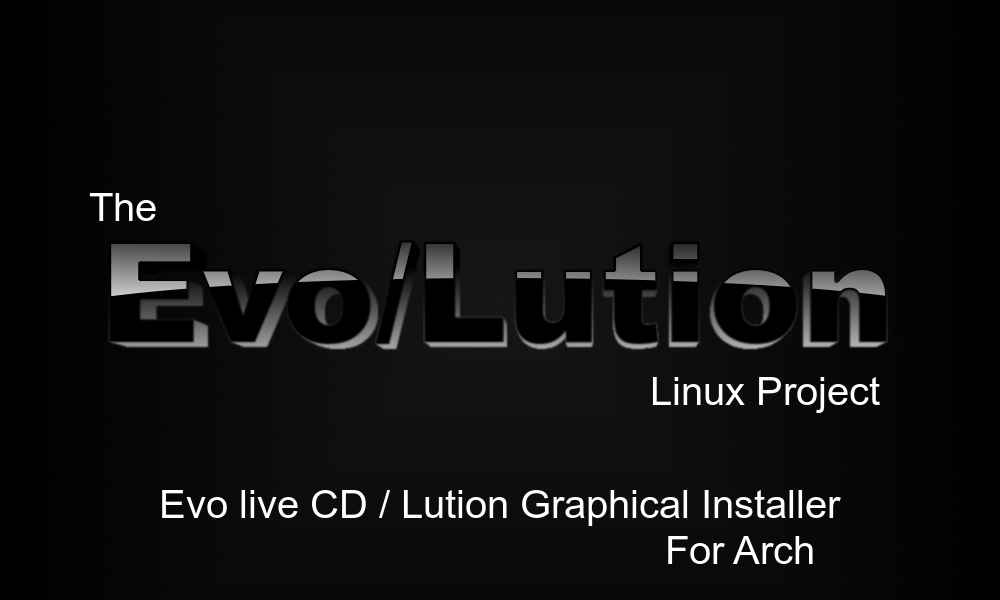 The
Evo/Lution
Linux Project
Evo live CD / Lution Graphical Installer
For Arch